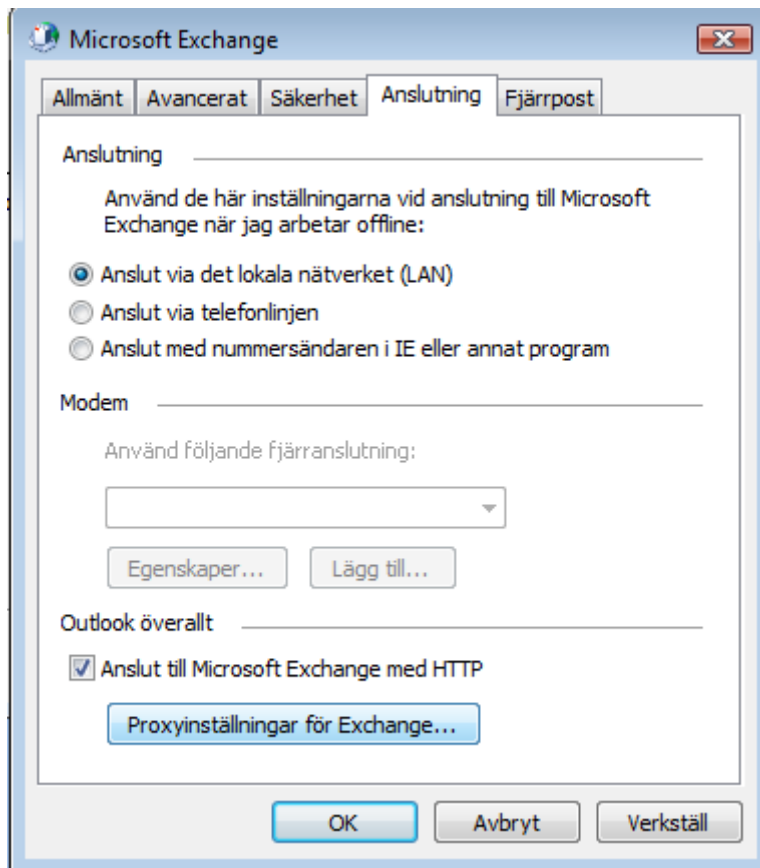 Microsoft Exchange
Allmänt Avancerat Säkerhet Anslutning Fjärrpost
Anslutning
Använd de här inställningarna vid anslutning till Microsoft
Exchange när jag arbetar offline:
Anslut via det lokala nätverket (LAN)
Anslut via telefonlinjen
Anslut med nummersändaren i IE eller annat program
Modem
Använd följande fjärranslutning:
Egenskaper... Lägg till...
Outlook överallt
Anslut till Microsoft Exchange med HTTP
Proxyinställningar för Exchange...
OK Avbryt Verkställ